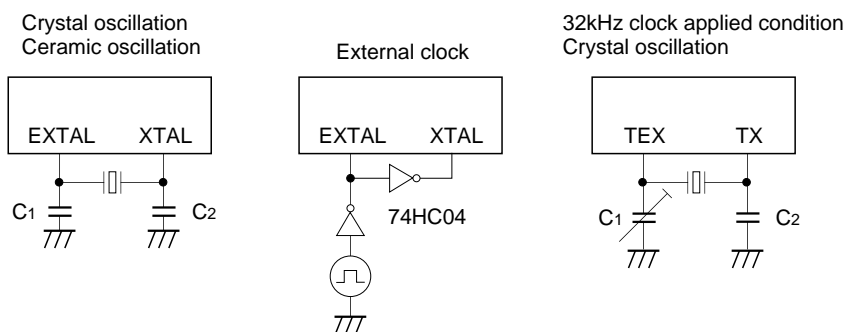 Crystal oscillation
Ceramic oscillation
EXTAL XTAL
C1 C2
External clock
EXTAL XTAL
74HC04
32kHz clock applied condition
Crystal oscillation
TEX TX
C1 C2